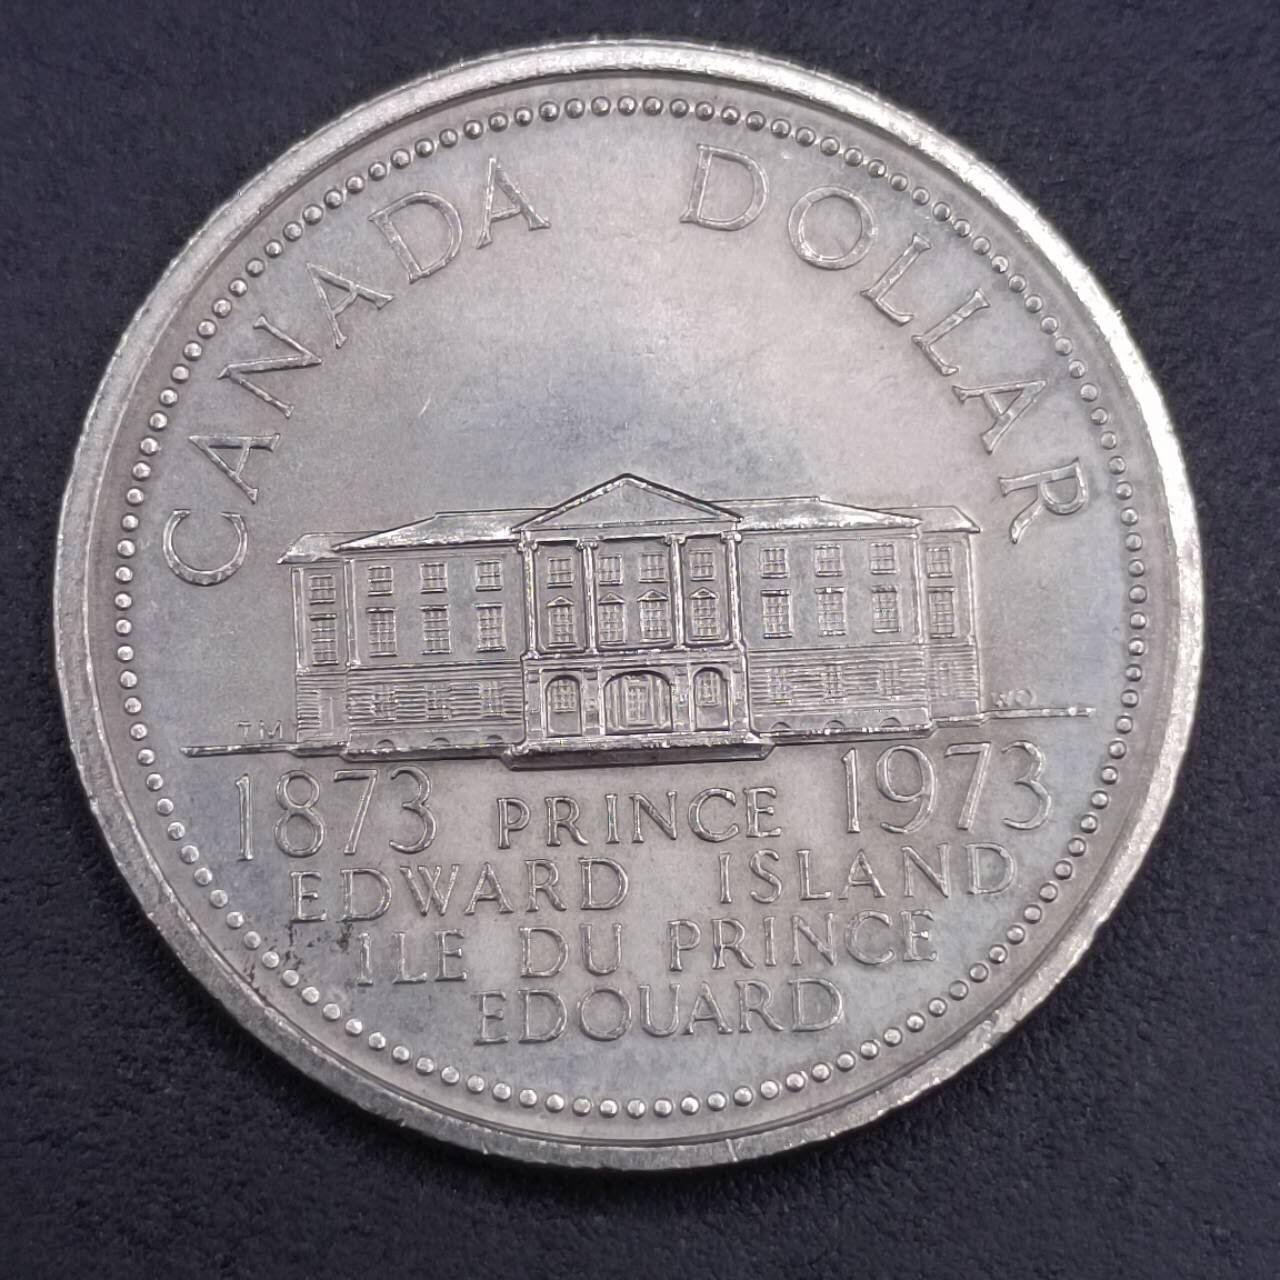 CANADA DOLLAR
TM WO
1873 PRINCE 1973
EDWARD ISLAND
ILE DU PRINCE
EDOUARD